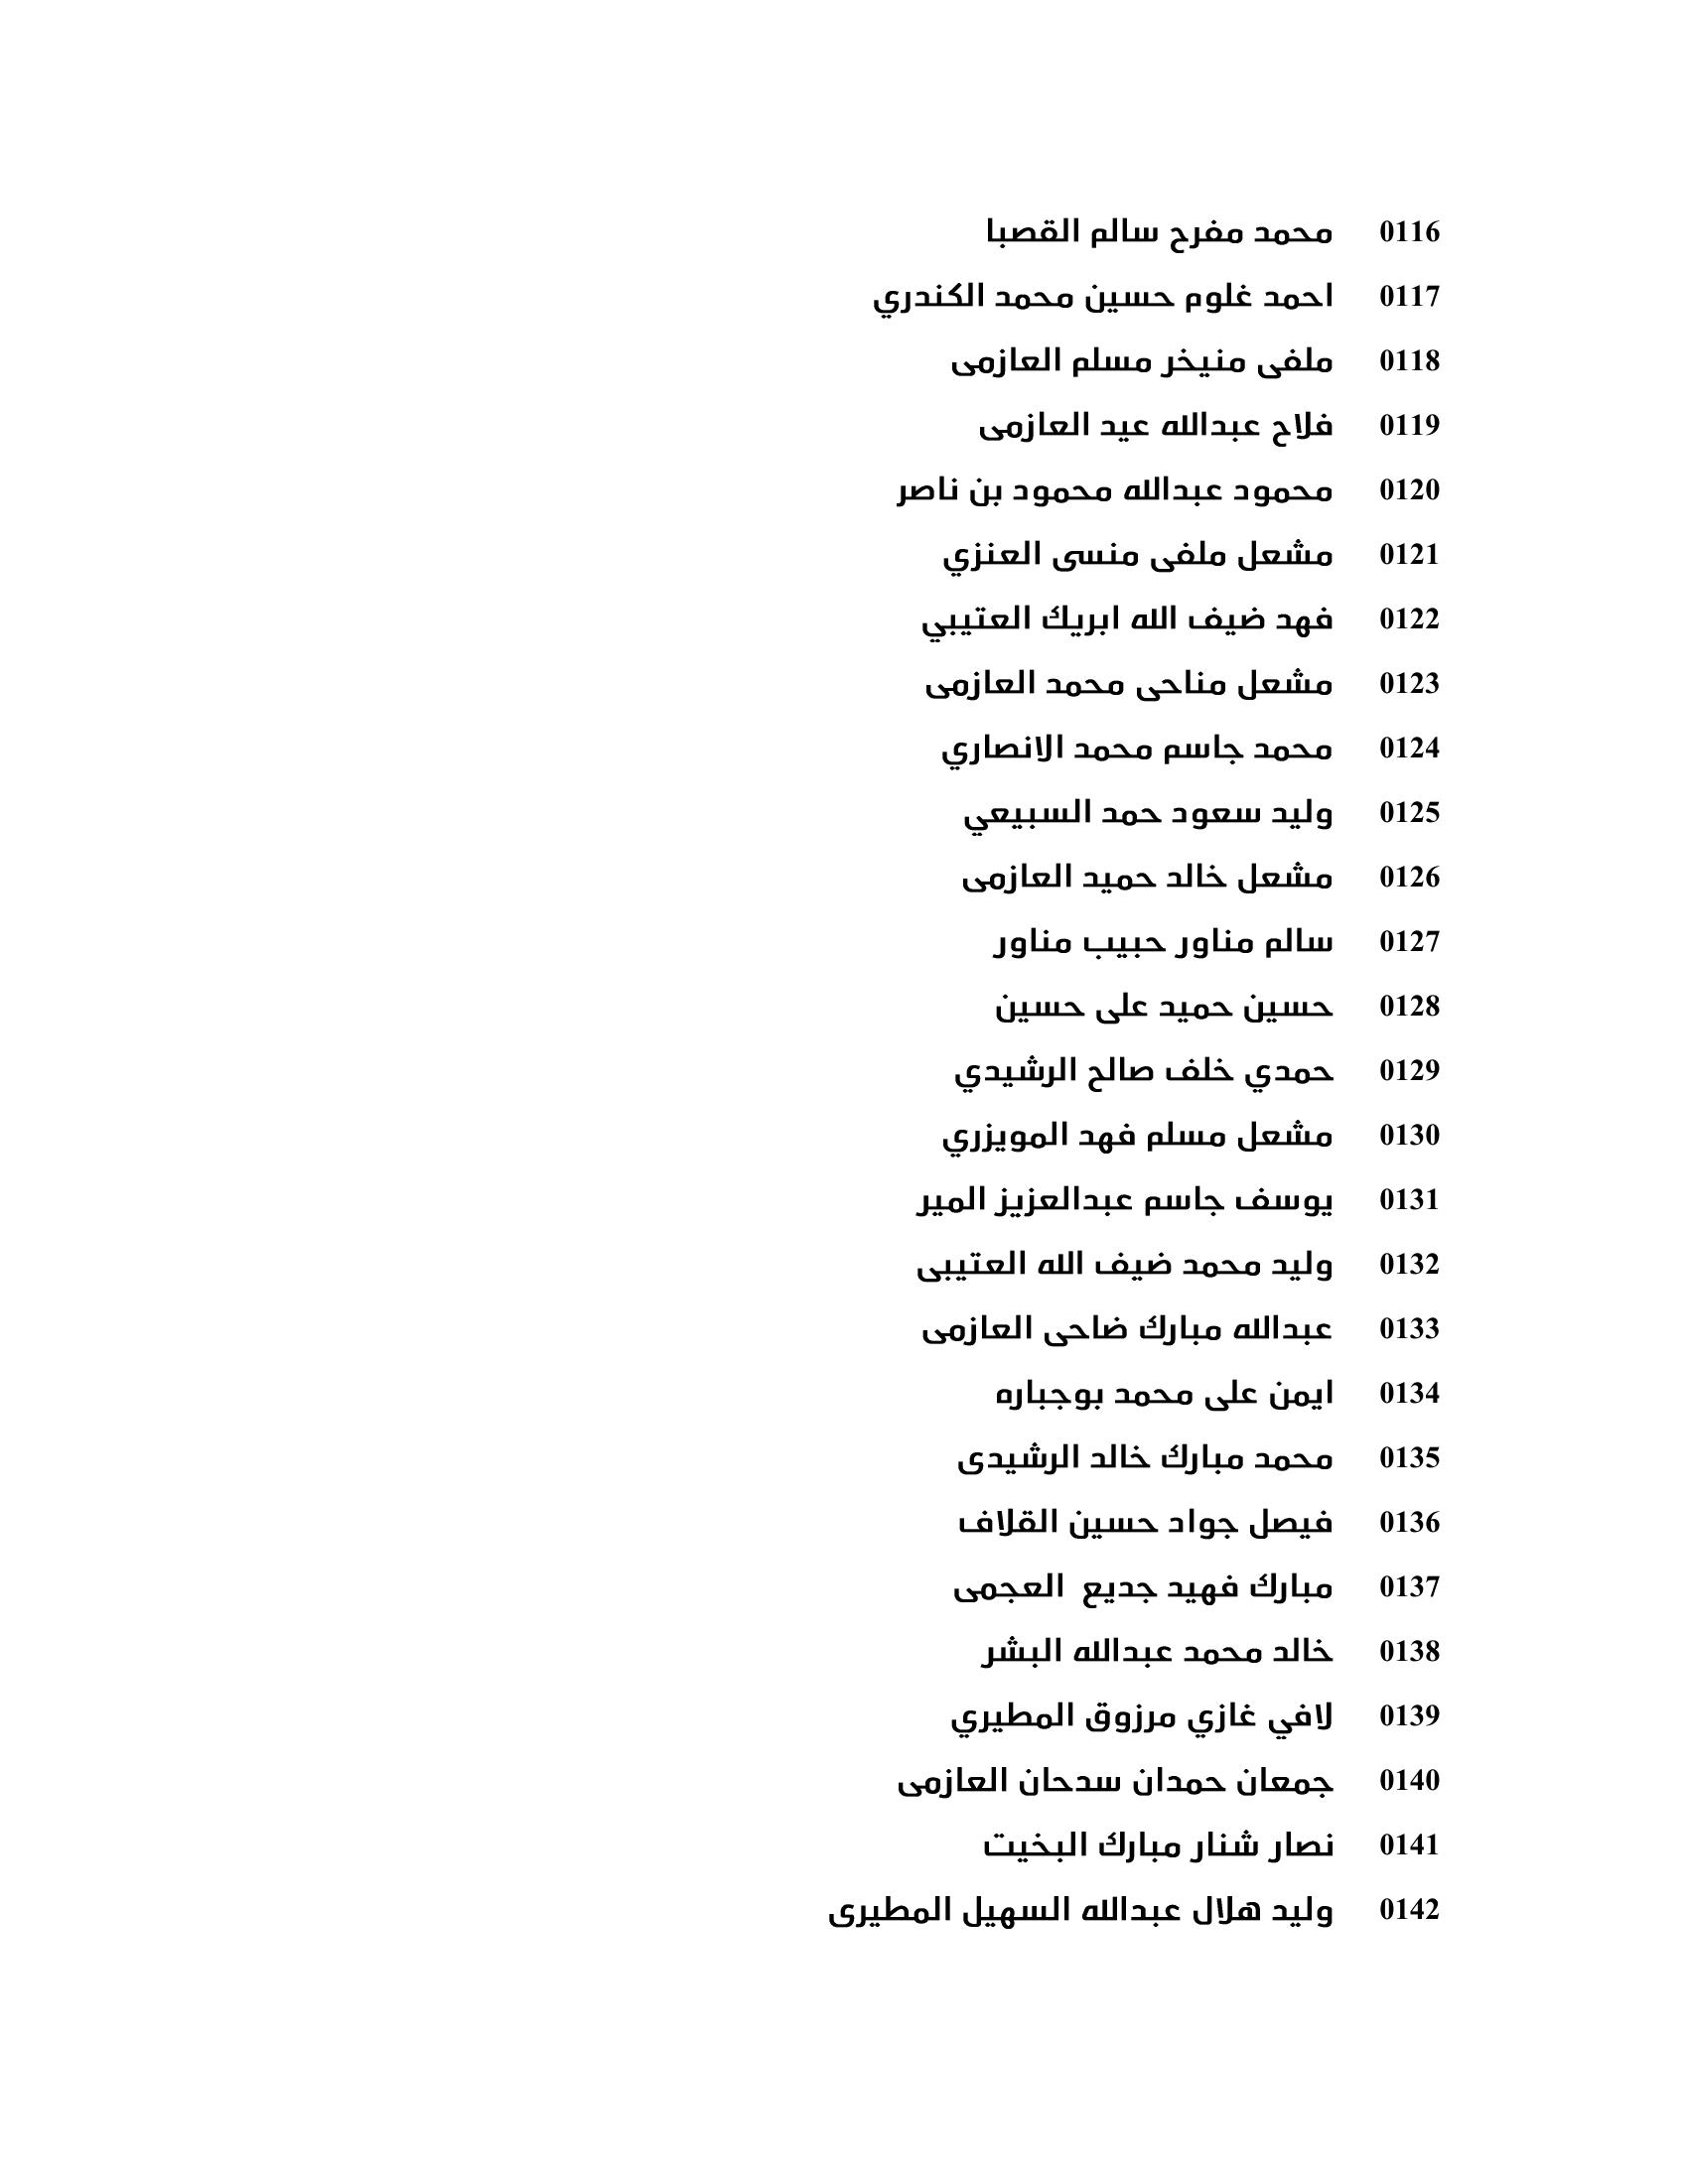 0116 محمد مفرح سالم القصبا
0117 احمد غلوم حسين محمد الكندري
0118 ملفى منيخر مسلم العازمى
0119 فلاح عبدالله عيد العازمى
0120 محمود عبدالله محمود بن ناصر
0121 مشعل ملفى منسى العنزي
0122 فهد ضيف الله ابريك العتيبي
0123 مشعل مناحى محمد العازمى
0124 محمد جاسم محمد الانصاري
0125 وليد سعود حمد السبيعي
0126 مشعل خالد حميد العازمى
0127 سالم مناور حبيب مناور
0128 حسين حميد على حسين
0129 حمدي خلف صالح الرشيدي
0130 مشعل مسلم فهد المويزري
0131 يوسف جاسم عبدالعزيز المير
0132 وليد محمد ضيف الله العتيبى
0133 عبدالله مبارك ضاحى العازمى
0134 ايمن على محمد بوجباره
0135 محمد مبارك خالد الرشيدى
0136 فيصل جواد حسين القلاف
0137 مبارك فهيد جديع العجمى
0138 خالد محمد عبدالله البشر
0139 لافي غازي مرزوق المطيري
0140 جمعان حمدان سدحان العازمى
0141 نصار شنار مبارك البخيت
0142 وليد هلال عبدالله السهيل المطيرى